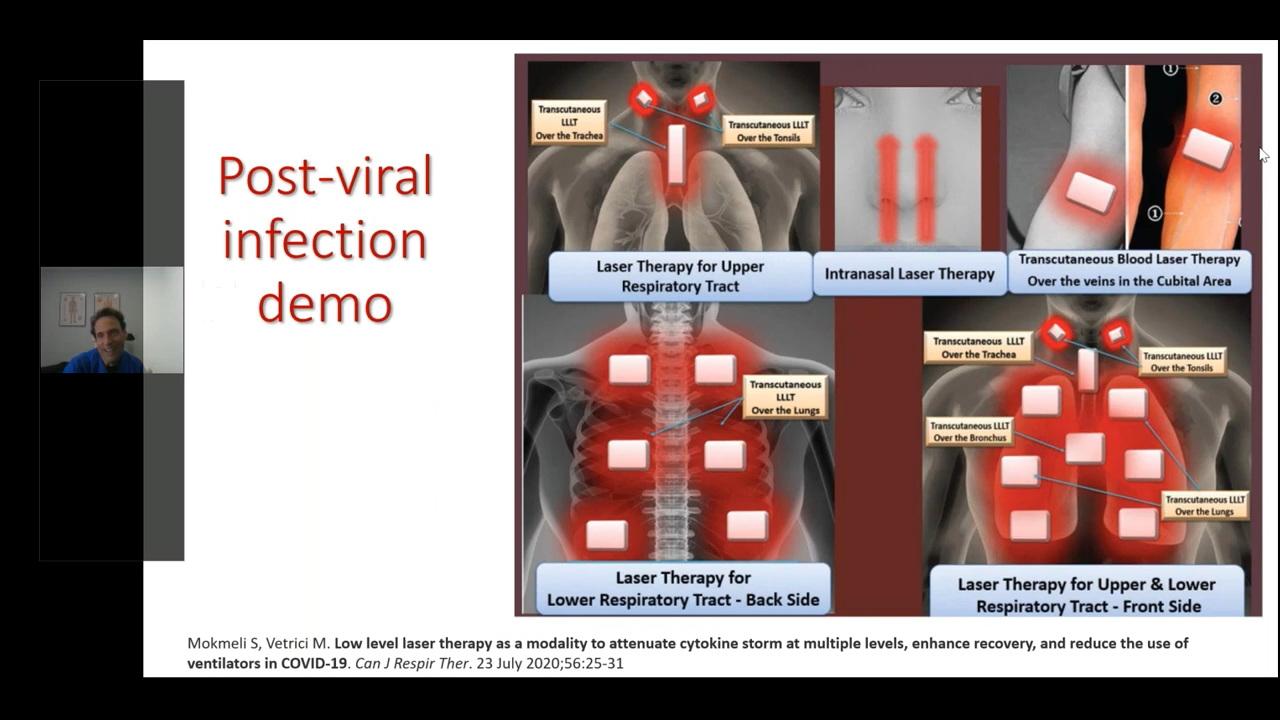 Post-viral
infection
demo
Transcutaneous
LLLT
Over the Trachea
Transcutaneous LLLT
Over the Tonsils
Laser Therapy for Upper
Respiratory Tract
Intranasal Laser Therapy
①
②
①
Transcutaneous Blood Laser Therapy
Over the veins in the Cubital Area
Transcutaneous
LLLT
Over the Lungs
Laser Therapy for
Lower Respiratory Tract - Back Side
Transcutaneous LLLT
Over the Trachea
Transcutaneous LLLT
Over the Tonsils
Transcutaneous LLLT
Over the Bronchus
Transcutaneous LLLT
Over the Lungs
Laser Therapy for Upper & Lower
Respiratory Tract - Front Side
Mokmeli S, Vetrici M. Low level laser therapy as a modality to attenuate cytokine storm at multiple levels, enhance recovery, and reduce the use of
ventilators in COVID-19. Can J Respir Ther. 23 July 2020;56:25-31